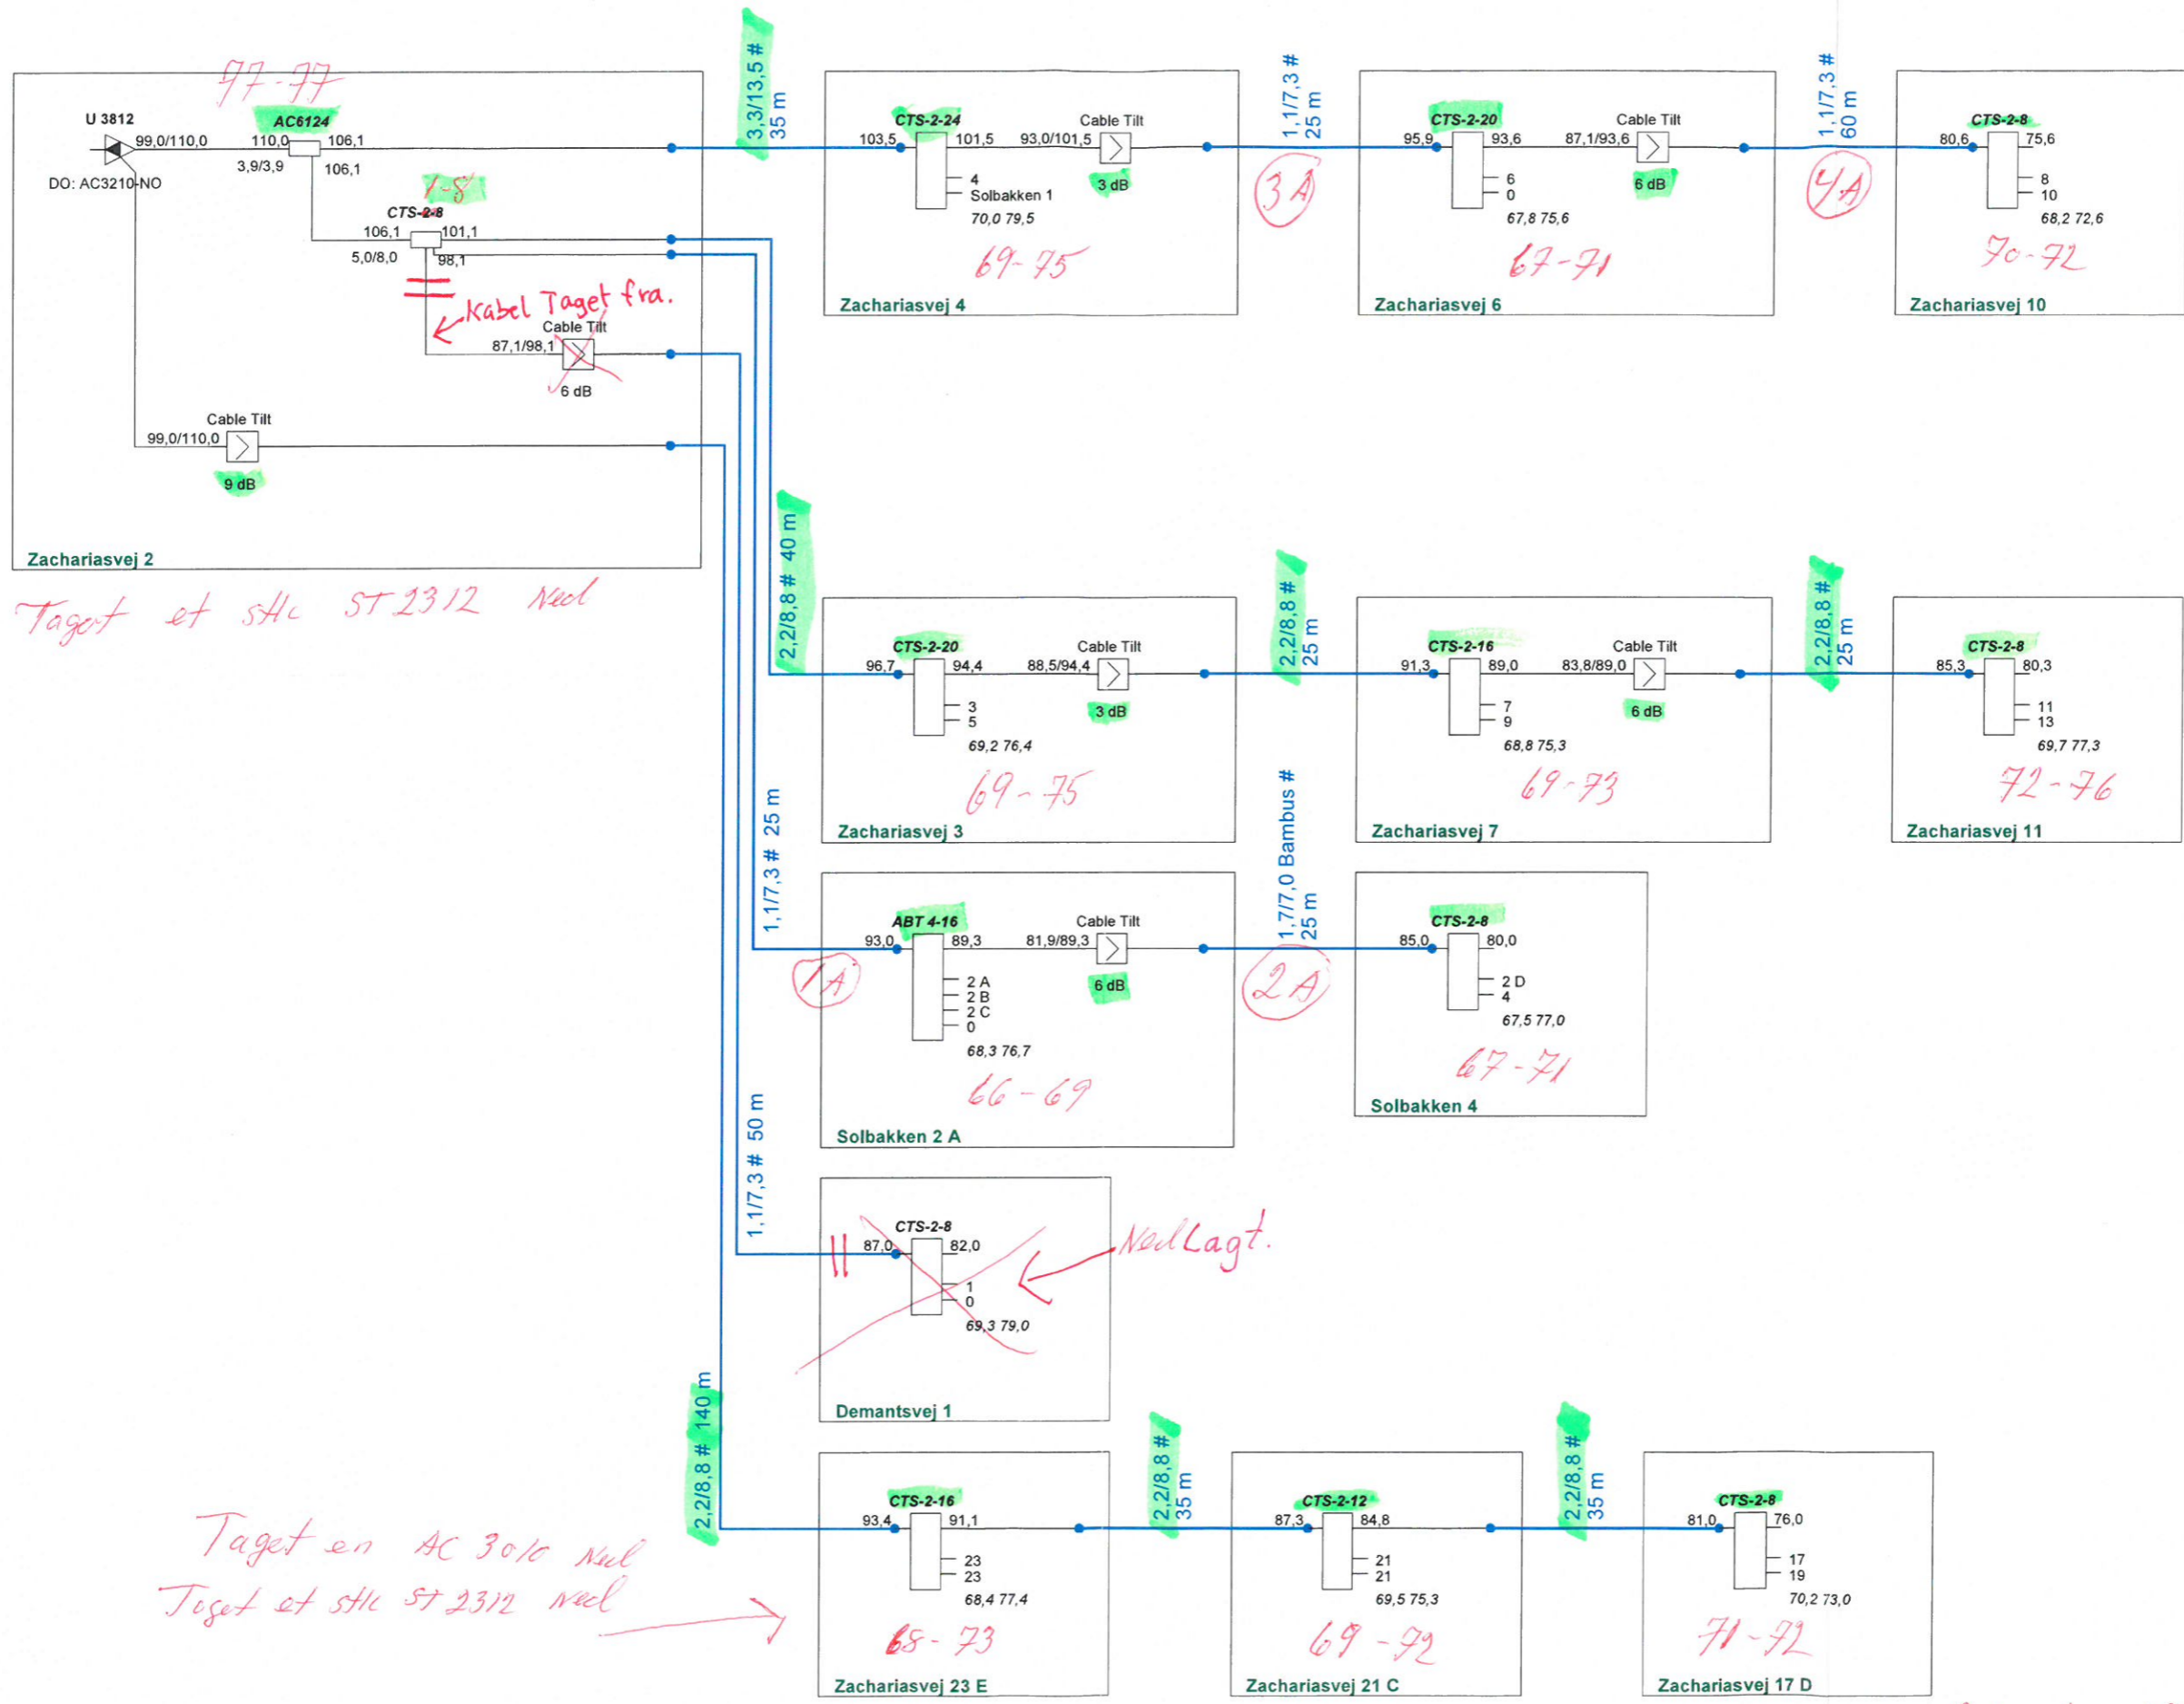 77-77
U 3812
99,0/110,0
DO: AC3210-NO
AC6124
110,0 106,1
3,9/3,9
106,1
1-8
CTS-2-8
106,1 101,1
5,0/8,0
98,1
Kabel Taget fra.
Cable Tilt
87,1/98,1
6 dB
Cable Tilt
99,0/110,0
9 dB
Zachariasvej 2
Taget et stk ST 2312 Ned
3,3/13,5 #
35 m
CTS-2-24
103,5 101,5
93,0/101,5
Cable Tilt
3 dB
4
Solbakken 1
70,0 79,5
69-75
Zachariasvej 4
1,1/7,3 #
25 m
3A
CTS-2-20
95,9 93,6
87,1/93,6
Cable Tilt
6 dB
6
0
67,8 75,6
67-71
Zachariasvej 6
1,1/7,3 #
60 m
4A
CTS-2-8
80,6 75,6
8
10
68,2 72,6
70-72
Zachariasvej 10
2,2/8,8 # 40 m
CTS-2-20
96,7 94,4
88,5/94,4
Cable Tilt
3 dB
3
5
69,2 76,4
69-75
Zachariasvej 3
2,2/8,8 #
25 m
CTS-2-16
91,3 89,0
83,8/89,0
Cable Tilt
6 dB
7
9
68,8 75,3
69-73
Zachariasvej 7
2,2/8,8 #
25 m
CTS-2-8
85,3 80,3
11
13
69,7 77,3
72-76
Zachariasvej 11
1,1/7,3 # 25 m
1A
ABT 4-16
93,0 89,3
81,9/89,3
Cable Tilt
6 dB
2 A
2 B
2 C
0
68,3 76,7
66-69
Solbakken 2 A
1,7/7,0 Bambus #
25 m
2A
CTS-2-8
85,0 80,0
2 D
4
67,5 77,0
67-71
Solbakken 4
1,1/7,3 # 50 m
CTS-2-8
87,0 82,0
1
0
69,3 79,0
NedLagt.
Demantsvej 1
2,2/8,8 # 140 m
Taget en AC 3010 Ned
Taget et stk ST 2312 Ned
CTS-2-16
93,4 91,1
23
23
68,4 77,4
68-73
Zachariasvej 23 E
2,2/8,8 #
35 m
CTS-2-12
87,3 84,8
21
21
69,5 75,3
69-72
Zachariasvej 21 C
2,2/8,8 #
35 m
CTS-2-8
81,0 76,0
17
19
70,2 73,0
71-72
Zachariasvej 17 D